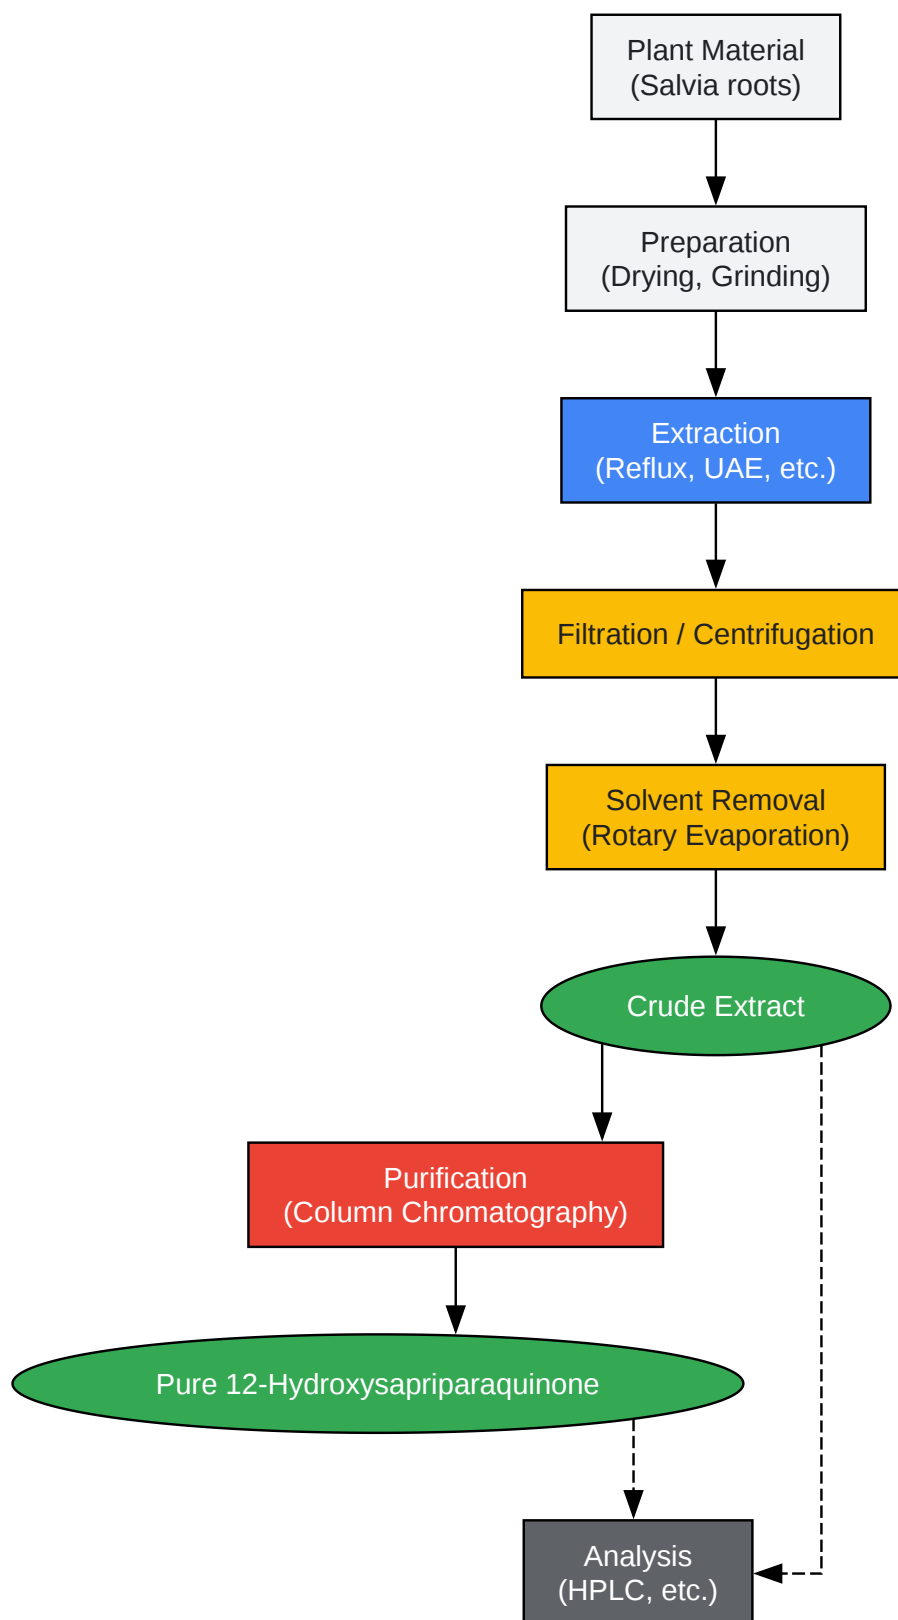 Plant Material
(Salvia roots)
Preparation
(Drying, Grinding)
Extraction
(Reflux, UAE, etc.)
Filtration / Centrifugation
Solvent Removal
(Rotary Evaporation)
Crude Extract
Purification
(Column Chromatography)
Pure 12-Hydroxysapriparaquinone
Analysis
(HPLC, etc.)